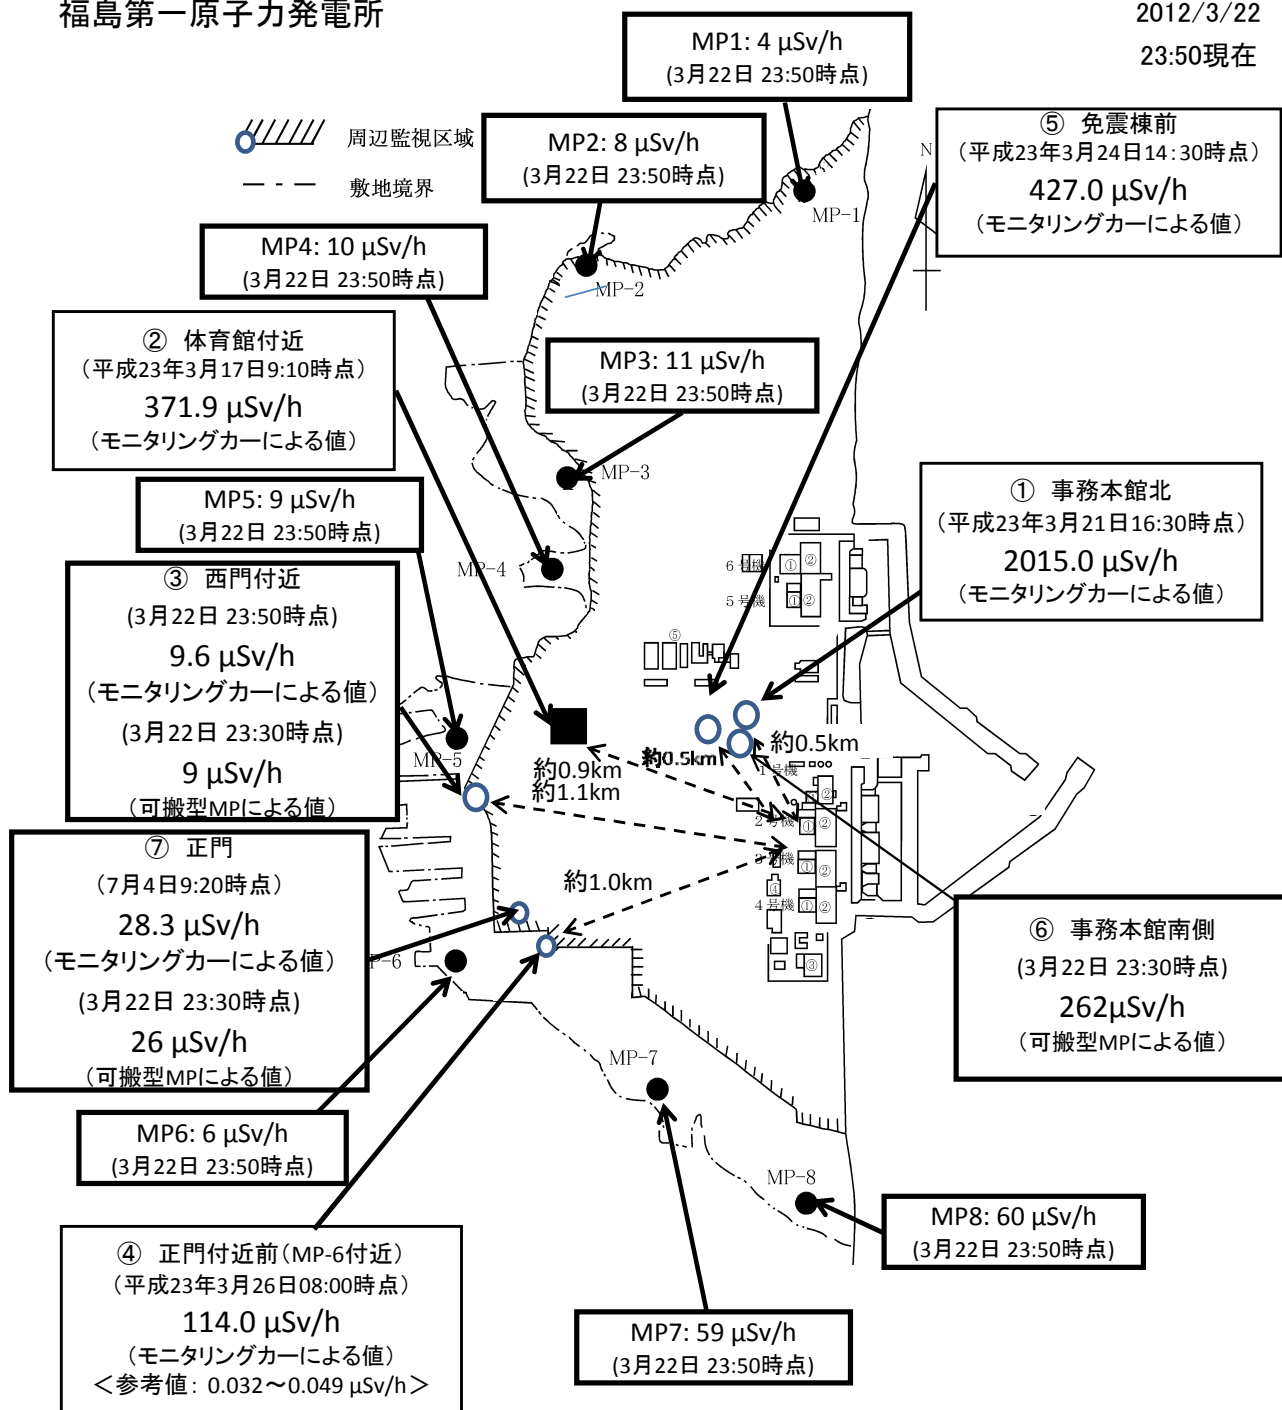 福島第一原子力発電所
2012/3/22
23:50現在
MP1: 4 µSv/h
(3月22日 23:50時点)
周辺監視区域
敷地境界
MP2: 8 µSv/h
(3月22日 23:50時点)
⑤ 免震棟前
(平成23年3月24日14:30時点)
427.0 µSv/h
(モニタリングカーによる値)
N
MP-1
MP4: 10 µSv/h
(3月22日 23:50時点)
MP-2
② 体育館付近
(平成23年3月17日9:10時点)
371.9 µSv/h
(モニタリングカーによる値)
MP3: 11 µSv/h
(3月22日 23:50時点)
MP-3
MP5: 9 µSv/h
(3月22日 23:50時点)
① 事務本館北
(平成23年3月21日16:30時点)
2015.0 µSv/h
(モニタリングカーによる値)
MP-4
③ 西門付近
(3月22日 23:50時点)
9.6 µSv/h
(モニタリングカーによる値)
(3月22日 23:30時点)
9 µSv/h
(可搬型MPによる値)
6号機
① ②
5号機
① ②
⑤
MP-5
約0.9km
約1.1km
約0.5km
約0.5km
1号機
②
2号機
① ②
3号機
① ②
④
4号機
① ②
③
約1.0km
⑦ 正門
(7月4日9:20時点)
28.3 µSv/h
(モニタリングカーによる値)
(3月22日 23:30時点)
26 µSv/h
(可搬型MPによる値)
P-6
⑥ 事務本館南側
(3月22日 23:30時点)
262µSv/h
(可搬型MPによる値)
MP-7
MP6: 6 µSv/h
(3月22日 23:50時点)
MP-8
MP8: 60 µSv/h
(3月22日 23:50時点)
④ 正門付近前(MP-6付近)
(平成23年3月26日08:00時点)
114.0 µSv/h
(モニタリングカーによる値)
<参考値: 0.032～0.049 µSv/h>
MP7: 59 µSv/h
(3月22日 23:50時点)